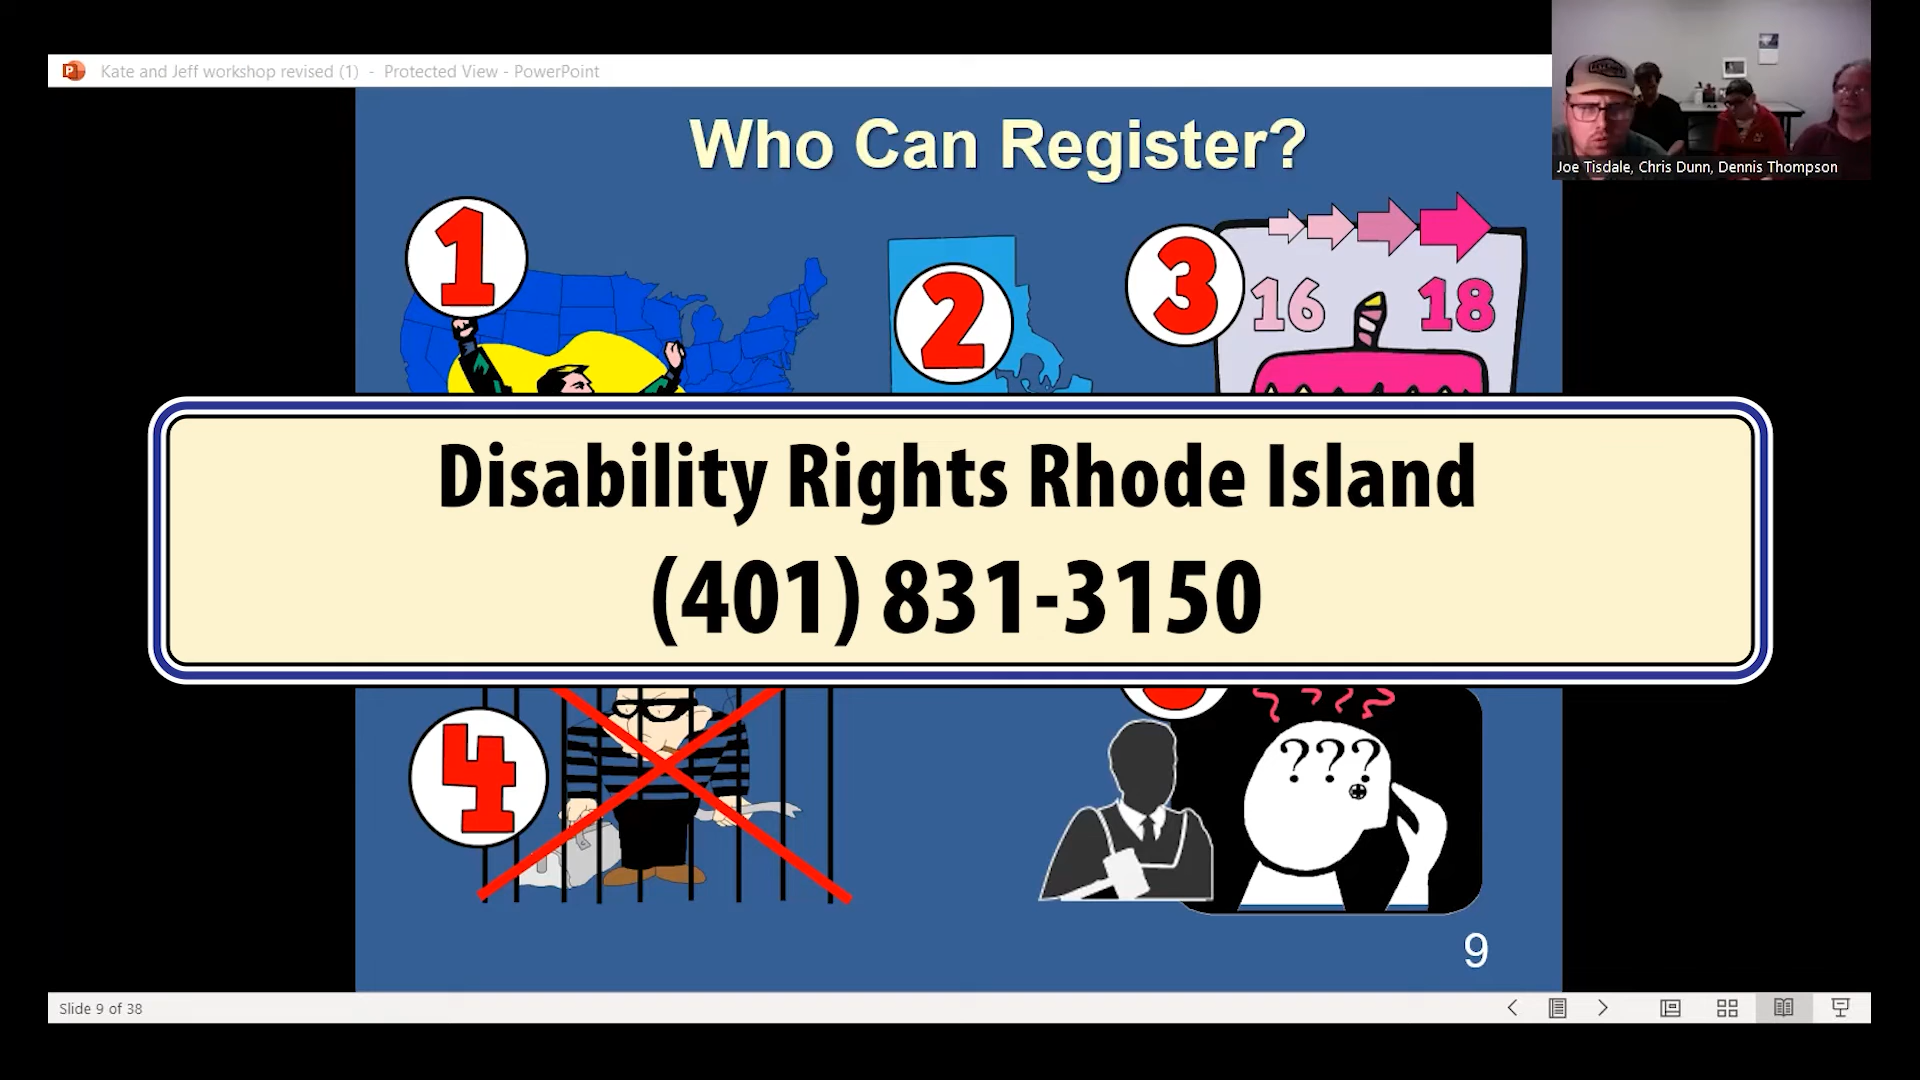 Kate and Jeff workshop revised (1) - Protected View - PowerPoint
Joe Tisdale, Chris Dunn, Dennis Thompson
Who Can Register?
1
2
3
16
18
Disability Rights Rhode Island
(401) 831-3150
4
???
9
Slide 9 of 38